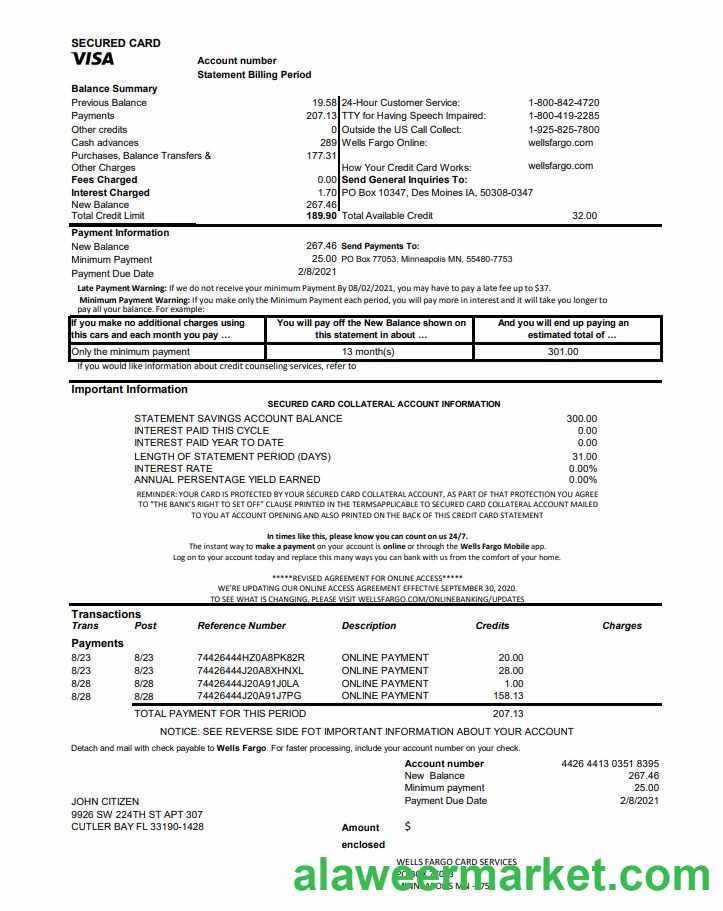 SECURED CARD
VISA
Account number
Statement Billing Period
Balance Summary
Previous Balance 19.58 24-Hour Customer Service: 1-800-842-4720
Payments 207.13 TTY for Having Speech Impaired: 1-800-419-2285
Other credits 0 Outside the US Call Collect: 1-925-825-7800
Cash advances 289 Wells Fargo Online: wellsfargo.com
Purchases, Balance Transfers & 177.31
Other Charges How Your Credit Card Works: wellsfargo.com
Fees Charged 0.00 Send General Inquiries To:
Interest Charged 1.70 PO Box 10347, Des Moines IA, 50308-0347
New Balance 267.46
Total Credit Limit 189.90 Total Available Credit 32.00
Payment Information
New Balance 267.46 Send Payments To:
Minimum Payment 25.00 PO Box 77053, Minneapolis MN, 55480-7753
Payment Due Date 2/8/2021
Late Payment Warning: If we do not receive your minimum Payment By 08/02/2021, you may have to pay a late fee up to $37.
Minimum Payment Warning: If you make only the Minimum Payment each period, you will pay more in interest and it will take you longer to
pay all your balance. For example:
If you make no additional charges using You will pay off the New Balance shown on And you will end up paying an
this cars and each month you pay ... this statement in about ... estimated total of ...
Only the minimum payment 13 month(s) 301.00
If you would like information about credit counseling services, refer to
Important Information
SECURED CARD COLLATERAL ACCOUNT INFORMATION
STATEMENT SAVINGS ACCOUNT BALANCE 300.00
INTEREST PAID THIS CYCLE 0.00
INTEREST PAID YEAR TO DATE 0.00
LENGTH OF STATEMENT PERIOD (DAYS) 31.00
INTEREST RATE 0.00%
ANNUAL PERSENTAGE YIELD EARNED 0.00%
REMINDER: YOUR CARD IS PROTECTED BY YOUR SECURED CARD COLLATERAL ACCOUNT, AS PART OF THAT PROTECTION YOU AGREE
TO "THE BANK'S RIGHT TO SET OFF" CLAUSE PRINTED IN THE TERMSAPPLICABLE TO SECURED CARD COLLATERAL ACCOUNT MAILED
TO YOU AT ACCOUNT OPENING AND ALSO PRINTED ON THE BACK OF THIS CREDIT CARD STATEMENT
In times like this, please know you can count on us 24/7.
The instant way to make a payment on your account is online or through the Wells Fargo Mobile app.
Log on to your account today and replace this many ways you can bank with us from the comfort of your home.
*****REVISED AGREEMENT FOR ONLINE ACCESS*****
WE'RE UPDATING OUR ONLINE ACCESS AGREEMENT EFFECTIVE SEPTEMBER 30, 2020.
TO SEE WHAT IS CHANGING, PLEASE VISIT WELLSFARGO.COM/ONLINEBANKING/UPDATES
Transactions
Trans Post Reference Number Description Credits Charges
Payments
8/23 8/23 74426444HZ0A8PK82R ONLINE PAYMENT 20.00
8/23 8/23 74426444J20A8XHNXL ONLINE PAYMENT 28.00
8/28 8/28 74426444J20A91J0LA ONLINE PAYMENT 1.00
8/28 8/28 74426444J20A91J7PG ONLINE PAYMENT 158.13
TOTAL PAYMENT FOR THIS PERIOD 207.13
NOTICE: SEE REVERSE SIDE FOT IMPORTANT INFORMATION ABOUT YOUR ACCOUNT
Detach and mail with check payable to Wells Fargo. For faster processing, include your account number on your check.
Account number 4426 4413 0351 8395
New Balance 267.46
Minimum payment 25.00
Payment Due Date 2/8/2021
JOHN CITIZEN
9926 SW 224TH ST APT 307
CUTLER BAY FL 33190-1428
Amount $
enclosed
WELLS FARGO CARD SERVICES
alaweermarket.com